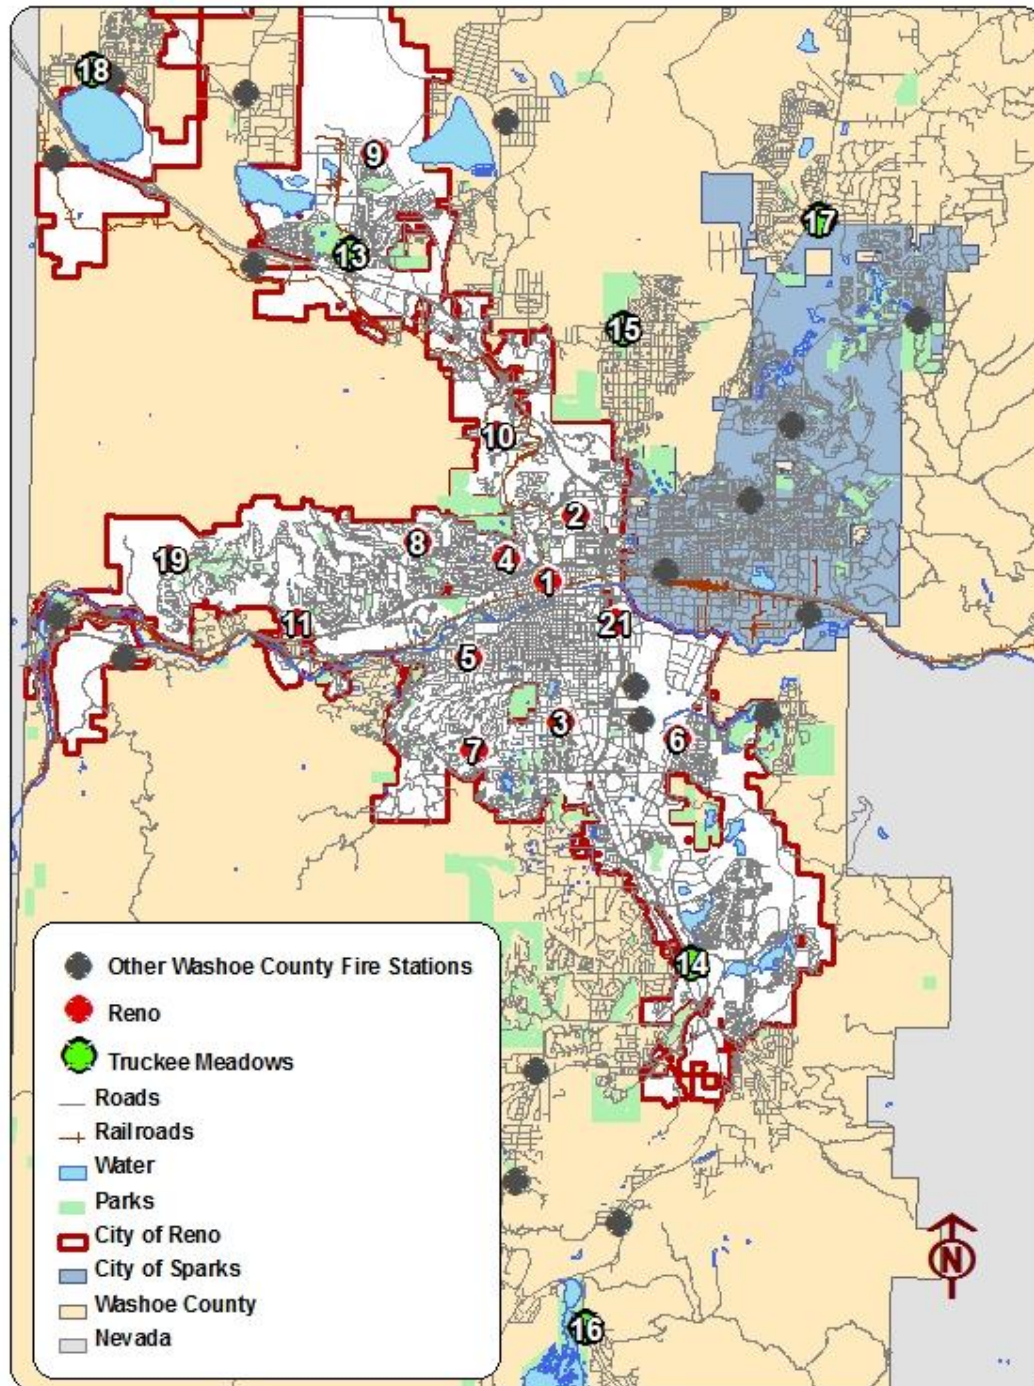 18
9
17
13
15
10
2
8
4
19
1
11
21
5
3
6
7
14
Other Washoe County Fire Stations
Reno
Truckee Meadows
Roads
Railroads
Water
Parks
City of Reno
City of Sparks
Washoe County
Nevada
N
16